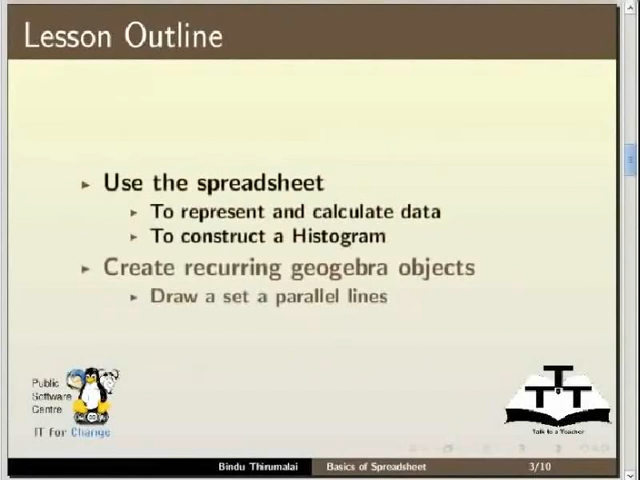 Lesson Outline
Use the spreadsheet
To represent and calculate data
To construct a Histogram
Create recurring geogebra objects
Draw a set a parallel lines
Public
Software
Centre
IT for Change
T T T
Talk to a Teacher
Bindu Thirumalai Basics of Spreadsheet 3/10